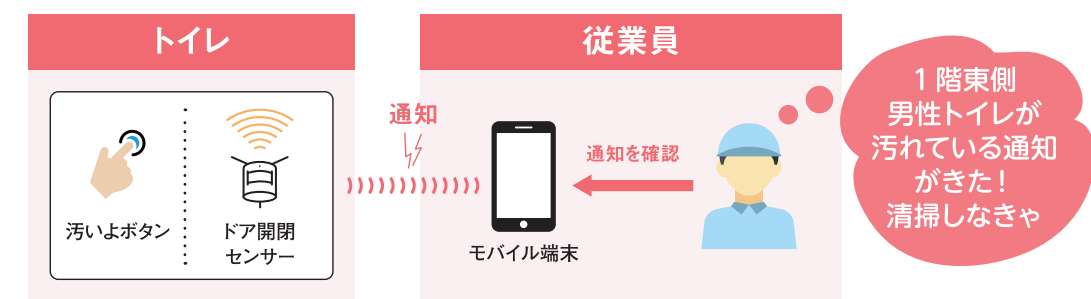 トイレ
従業員
汚いよボタン
ドア開閉
センサー
通知
モバイル端末
通知を確認
1階東側
男性トイレが
汚れている通知
がきた！
清掃しなきゃ